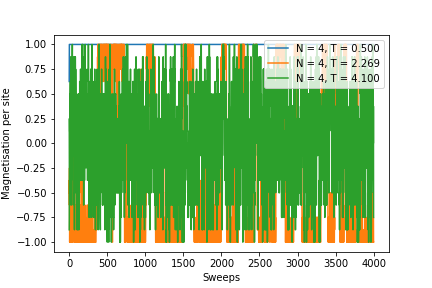 N = 4, T = 0.500
N = 4, T = 2.269
N = 4, T = 4.100
Magnetisation per site
1.00
0.75
0.50
0.25
0.00
−0.25
−0.50
−0.75
−1.00
0 500 1000 1500 2000 2500 3000 3500 4000
Sweeps